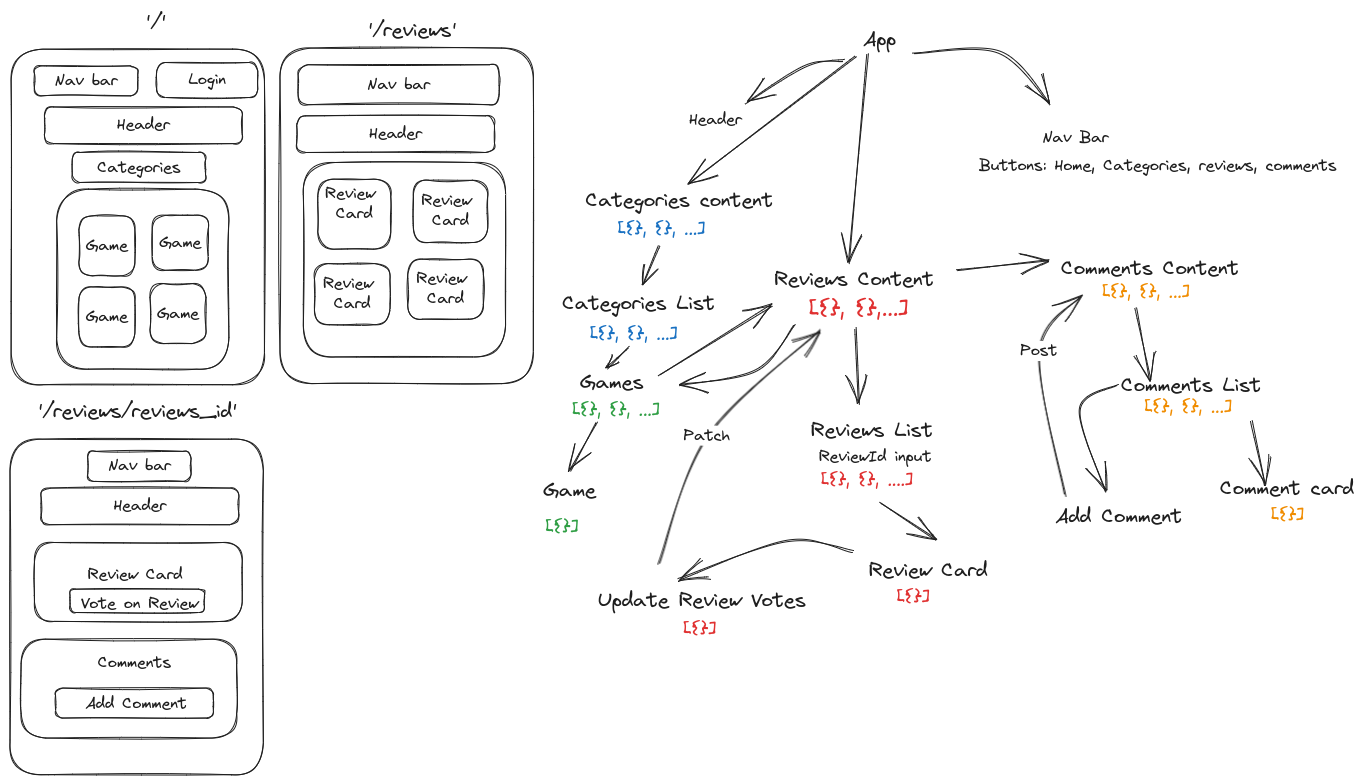 '/'
Nav bar
Login
Header
Categories
Game
Game
Game
Game
'/reviews'
Nav bar
Header
Review
Card
Review
Card
Review
Card
Review
Card
'/reviews/reviews_id'
Nav bar
Header
Review Card
Vote on Review
Comments
Add Comment
App
Header
Nav Bar
Buttons: Home, Categories, reviews, comments
Categories content
[{}, {}, ...]
Categories List
[{}, {}, ...]
Games
[{}, {}, ...]
Game
[{}]
Reviews Content
[{}, {},...]
Patch
Reviews List
ReviewId input
[{}, {}, ....]
Review Card
[{}]
Update Review Votes
[{}]
Comments Content
[{}, {}, ...]
Post
Comments List
[{}, {}, ...]
Add Comment
Comment card
[{}]